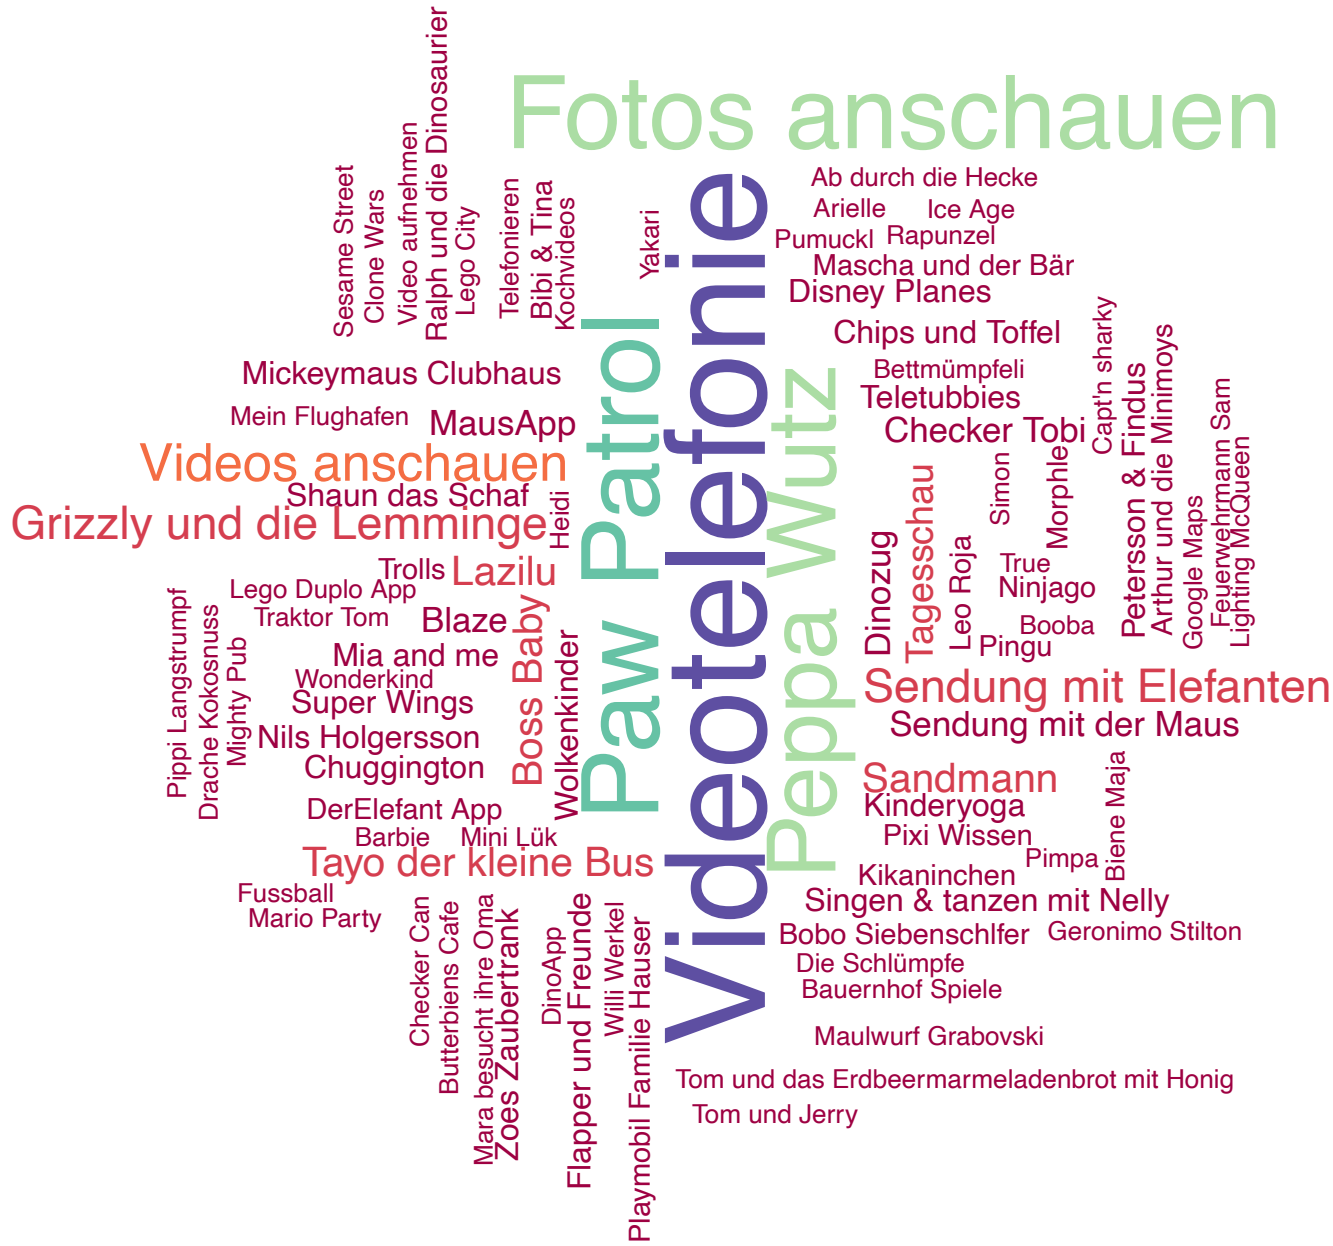 Fotos anschauen
Sesame Street
Clone Wars
Video aufnehmen
Ralph und die Dinosaurier
Lego City
Telefonieren
Bibi & Tina
Kochvideos
Yakari
Videotelefonie
Paw Patrol
Peppa Wutz
Ab durch die Hecke
Arielle
Ice Age
Pumuckl
Rapunzel
Mascha und der Bär
Disney Planes
Chips und Toffel
Bettmümpfeli
Teletubbies
Checker Tobi
Capt'n sharky
Petersson & Findus
Arthur und die Minimoys
Google Maps
Feuerwehrmann Sam
Lighting McQueen
Mickeymaus Clubhaus
Mein Flughafen
MausApp
Videos anschauen
Shaun das Schaf
Grizzly und die Lemminge
Heidi
Trolls
Lazilu
Lego Duplo App
Traktor Tom
Blaze
Boss Baby
Wolkenkinder
Pippi Langstrumpf
Drache Kokosnuss
Mighty Pub
Mia and me
Wonderkind
Super Wings
Nils Holgersson
Chuggington
DerElefant App
Barbie
Mini Lük
Tayo der kleine Bus
Fussball
Mario Party
Dinozug
Tagesschau
Leo Roja
Simon
Morphle
True
Ninjago
Booba
Pingu
Sendung mit Elefanten
Sendung mit der Maus
Sandmann
Kinderyoga
Pixi Wissen
Pimpa
Biene Maja
Kikaninchen
Singen & tanzen mit Nelly
Bobo Siebenschlfer
Geronimo Stilton
Die Schlümpfe
Bauernhof Spiele
Maulwurf Grabovski
Tom und das Erdbeermarmeladenbrot mit Honig
Tom und Jerry
Checker Can
Butterbiens Cafe
Mara besucht ihre Oma
Zoes Zaubertrank
DinoApp
Flapper und Freunde
Willi Werkel
Playmobil Familie Hauser